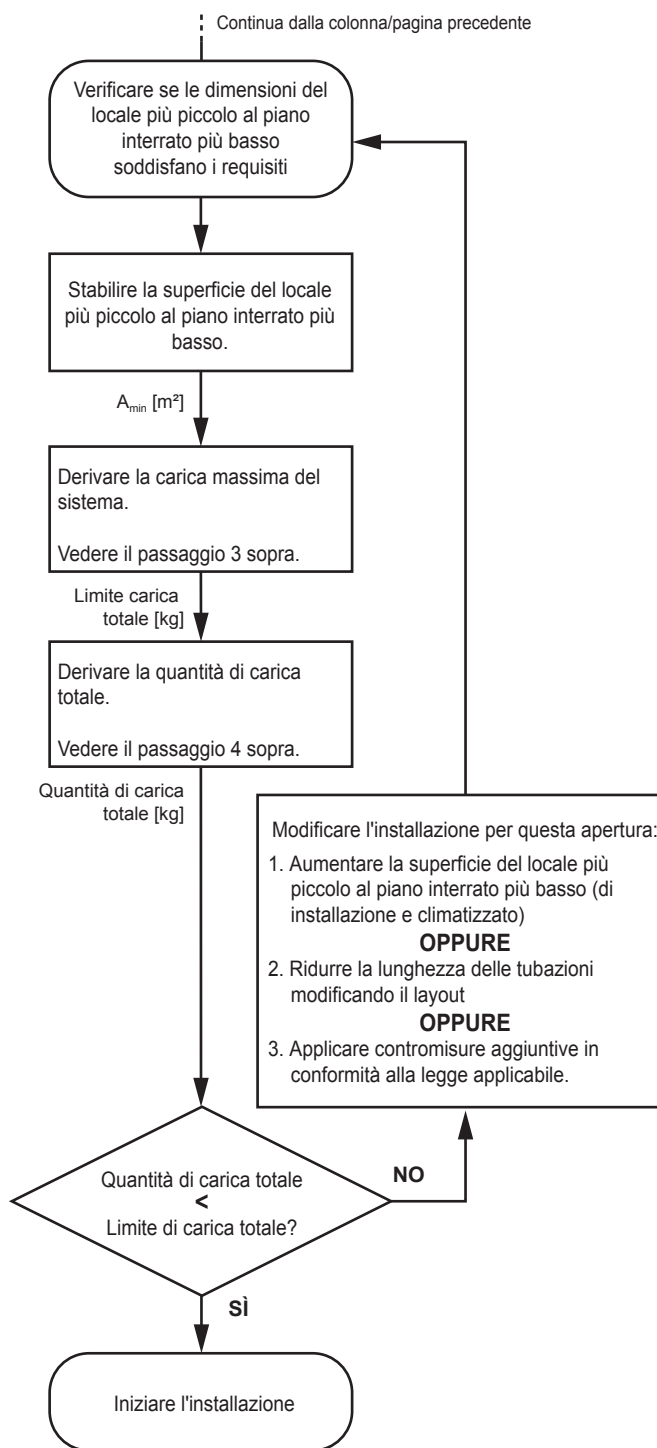 Continua dalla colonna/pagina precedente
Verificare se le dimensioni del
locale più piccolo al piano
interrato più basso
soddisfano i requisiti
Stabilire la superficie del locale
più piccolo al piano interrato più
basso.
Amin [m²]
Derivare la carica massima del
sistema.
Vedere il passaggio 3 sopra.
Limite carica
totale [kg]
Derivare la quantità di carica
totale.
Vedere il passaggio 4 sopra.
Quantità di carica
totale [kg]
Modificare l'installazione per questa apertura:
1. Aumentare la superficie del locale più
piccolo al piano interrato più basso (di
installazione e climatizzato)
OPPURE
2. Ridurre la lunghezza delle tubazioni
modificando il layout
OPPURE
3. Applicare contromisure aggiuntive in
conformità alla legge applicabile.
Quantità di carica totale
<
Limite di carica totale?
NO
SÌ
Iniziare l'installazione